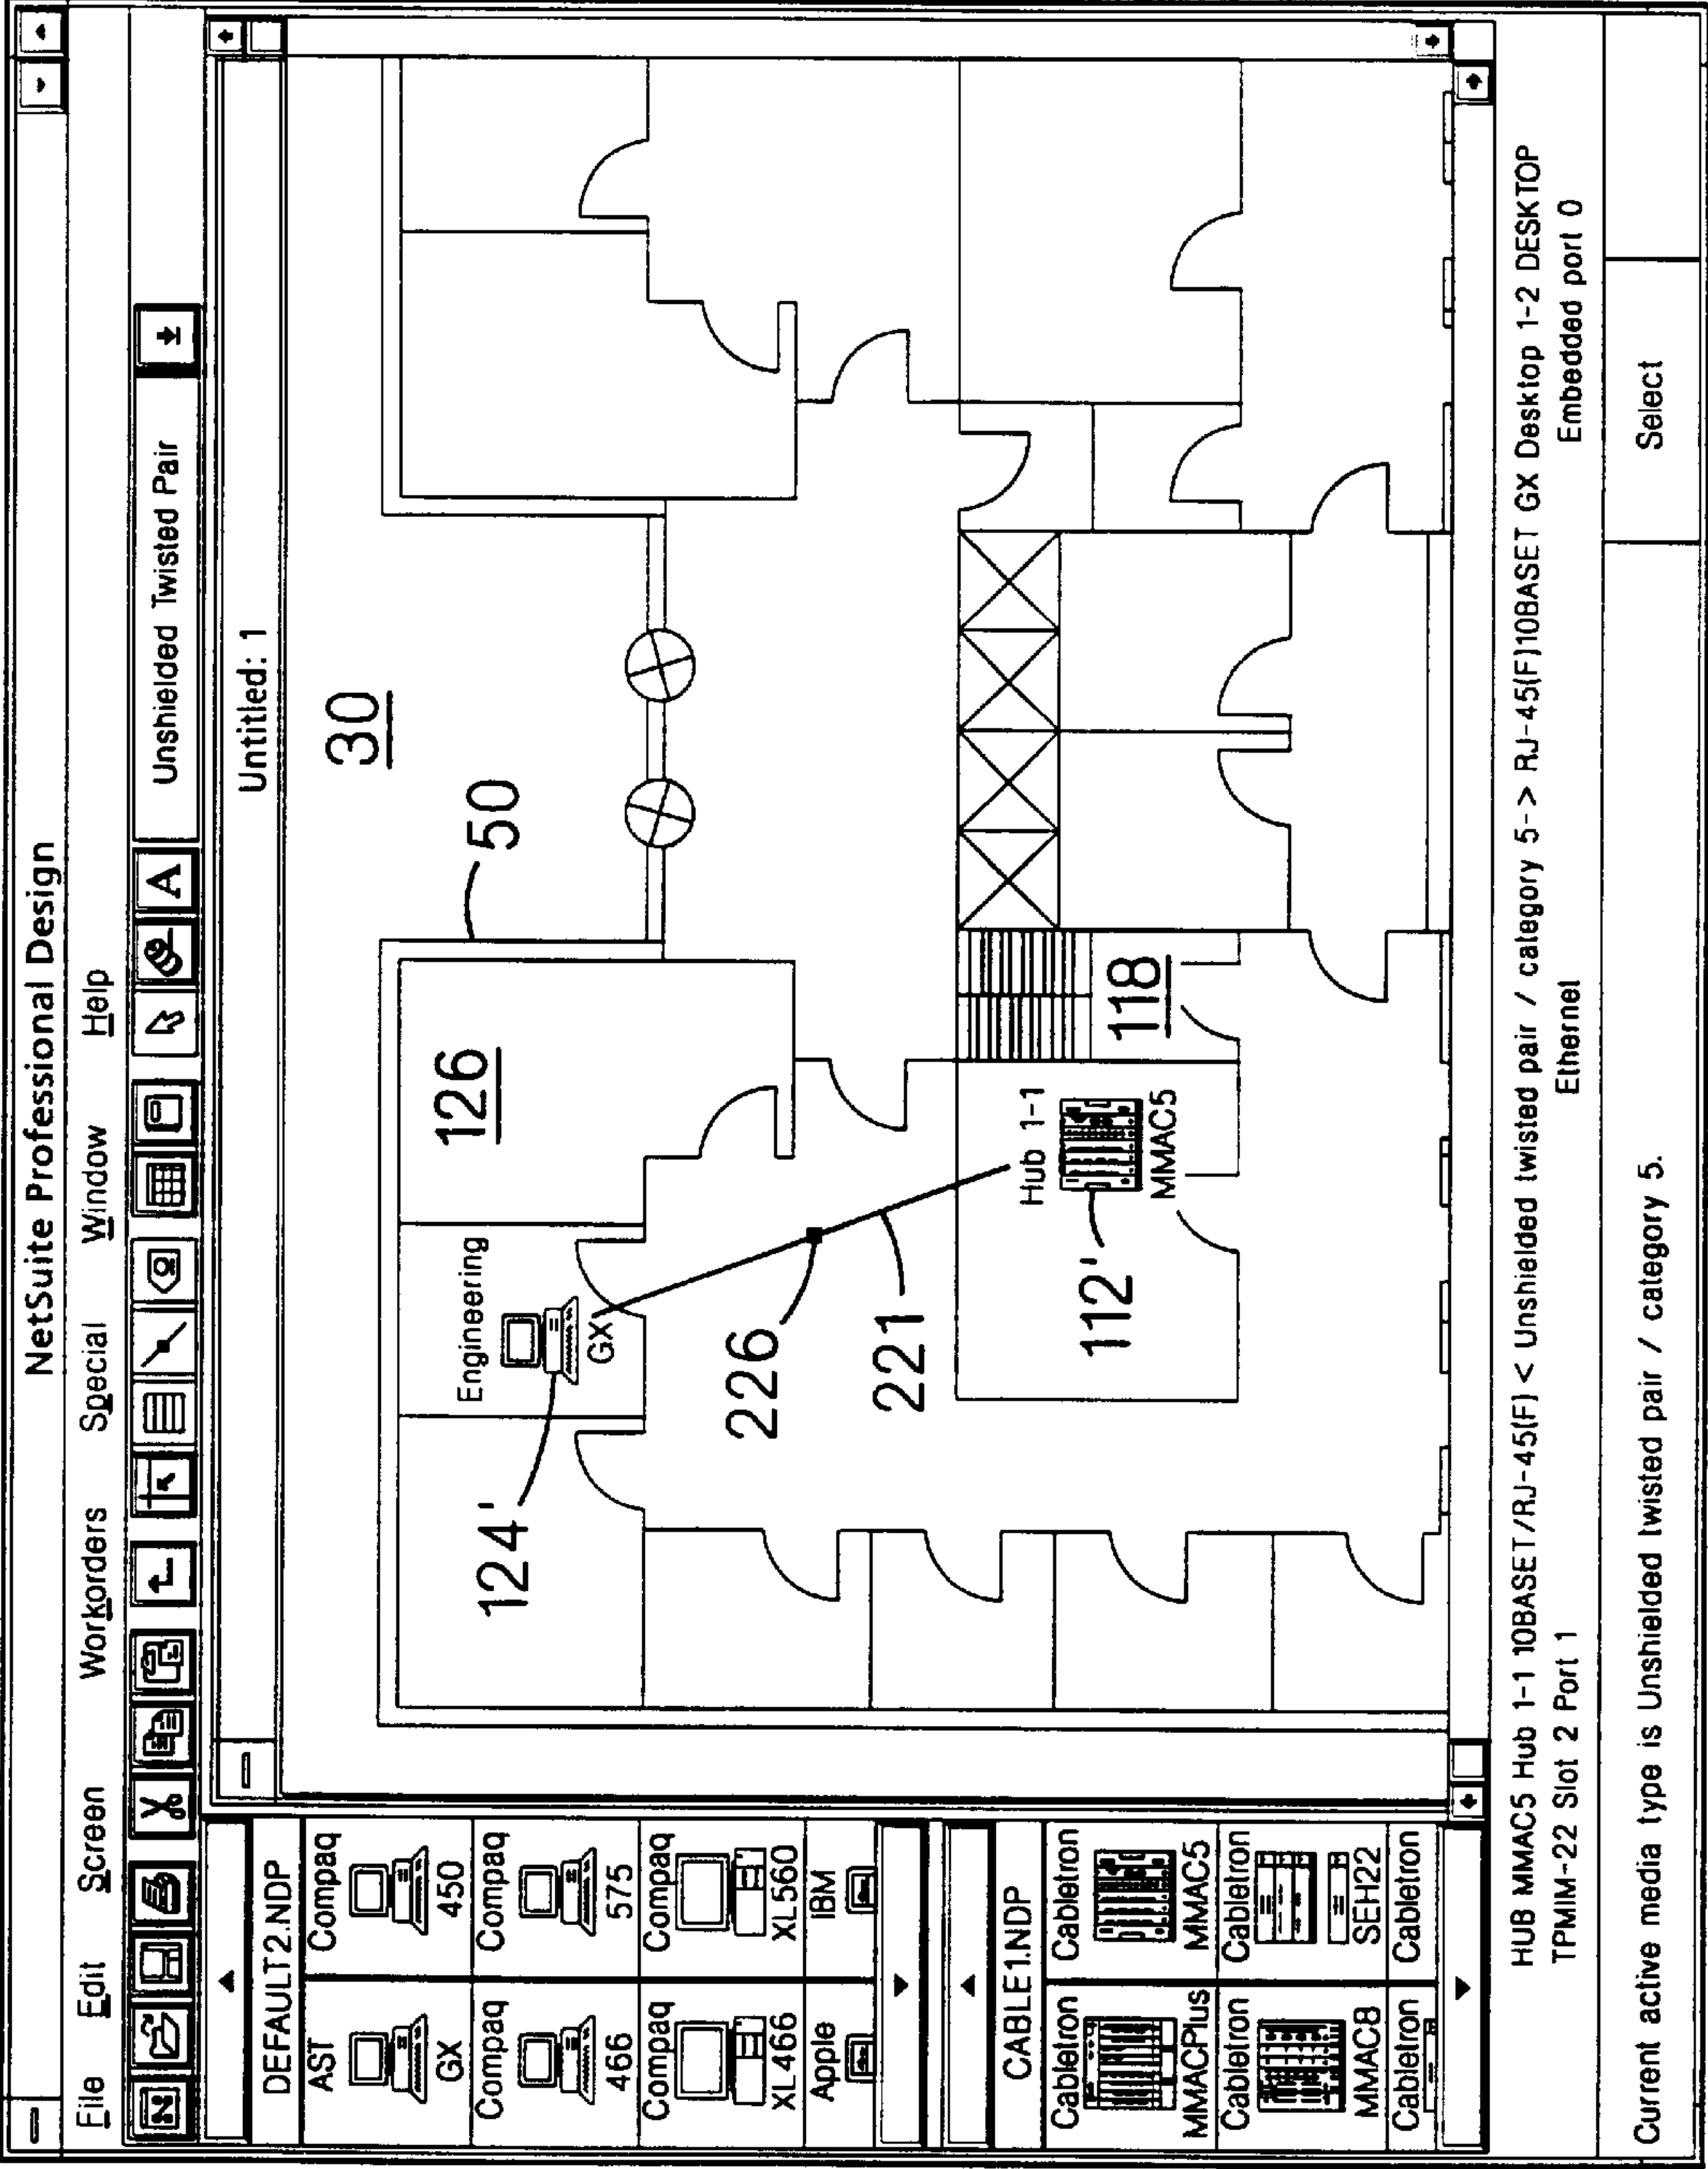 NetSuite Professional Design
File Edit Screen Workorders Special Window Help
A
Unshielded Twisted Pair
DEFAULT2.NDP
AST
GX
Compaq
450
Compaq
466
Compaq
575
Compaq
XL466
Compaq
XL560
Apple
IBM
CABLE1.NDP
Cabletron
MMACPlus
Cabletron
MMAC5
Cabletron
MMAC8
Cabletron
SEH22
Cabletron
Cabletron
Untitled: 1
30
50
126
Engineering
GX
124'
226
221
118
Hub 1-1
MMAC5
112'
HUB MMAC5 Hub 1-1 10BASET/RJ-45(F) < Unshielded twisted pair / category 5-> RJ-45(F)10BASET GX Desktop 1-2 DESKTOP
TPMIM-22 Slot 2 Port 1 Ethernet Embedded port 0
Current active media type is Unshielded twisted pair / category 5. Select